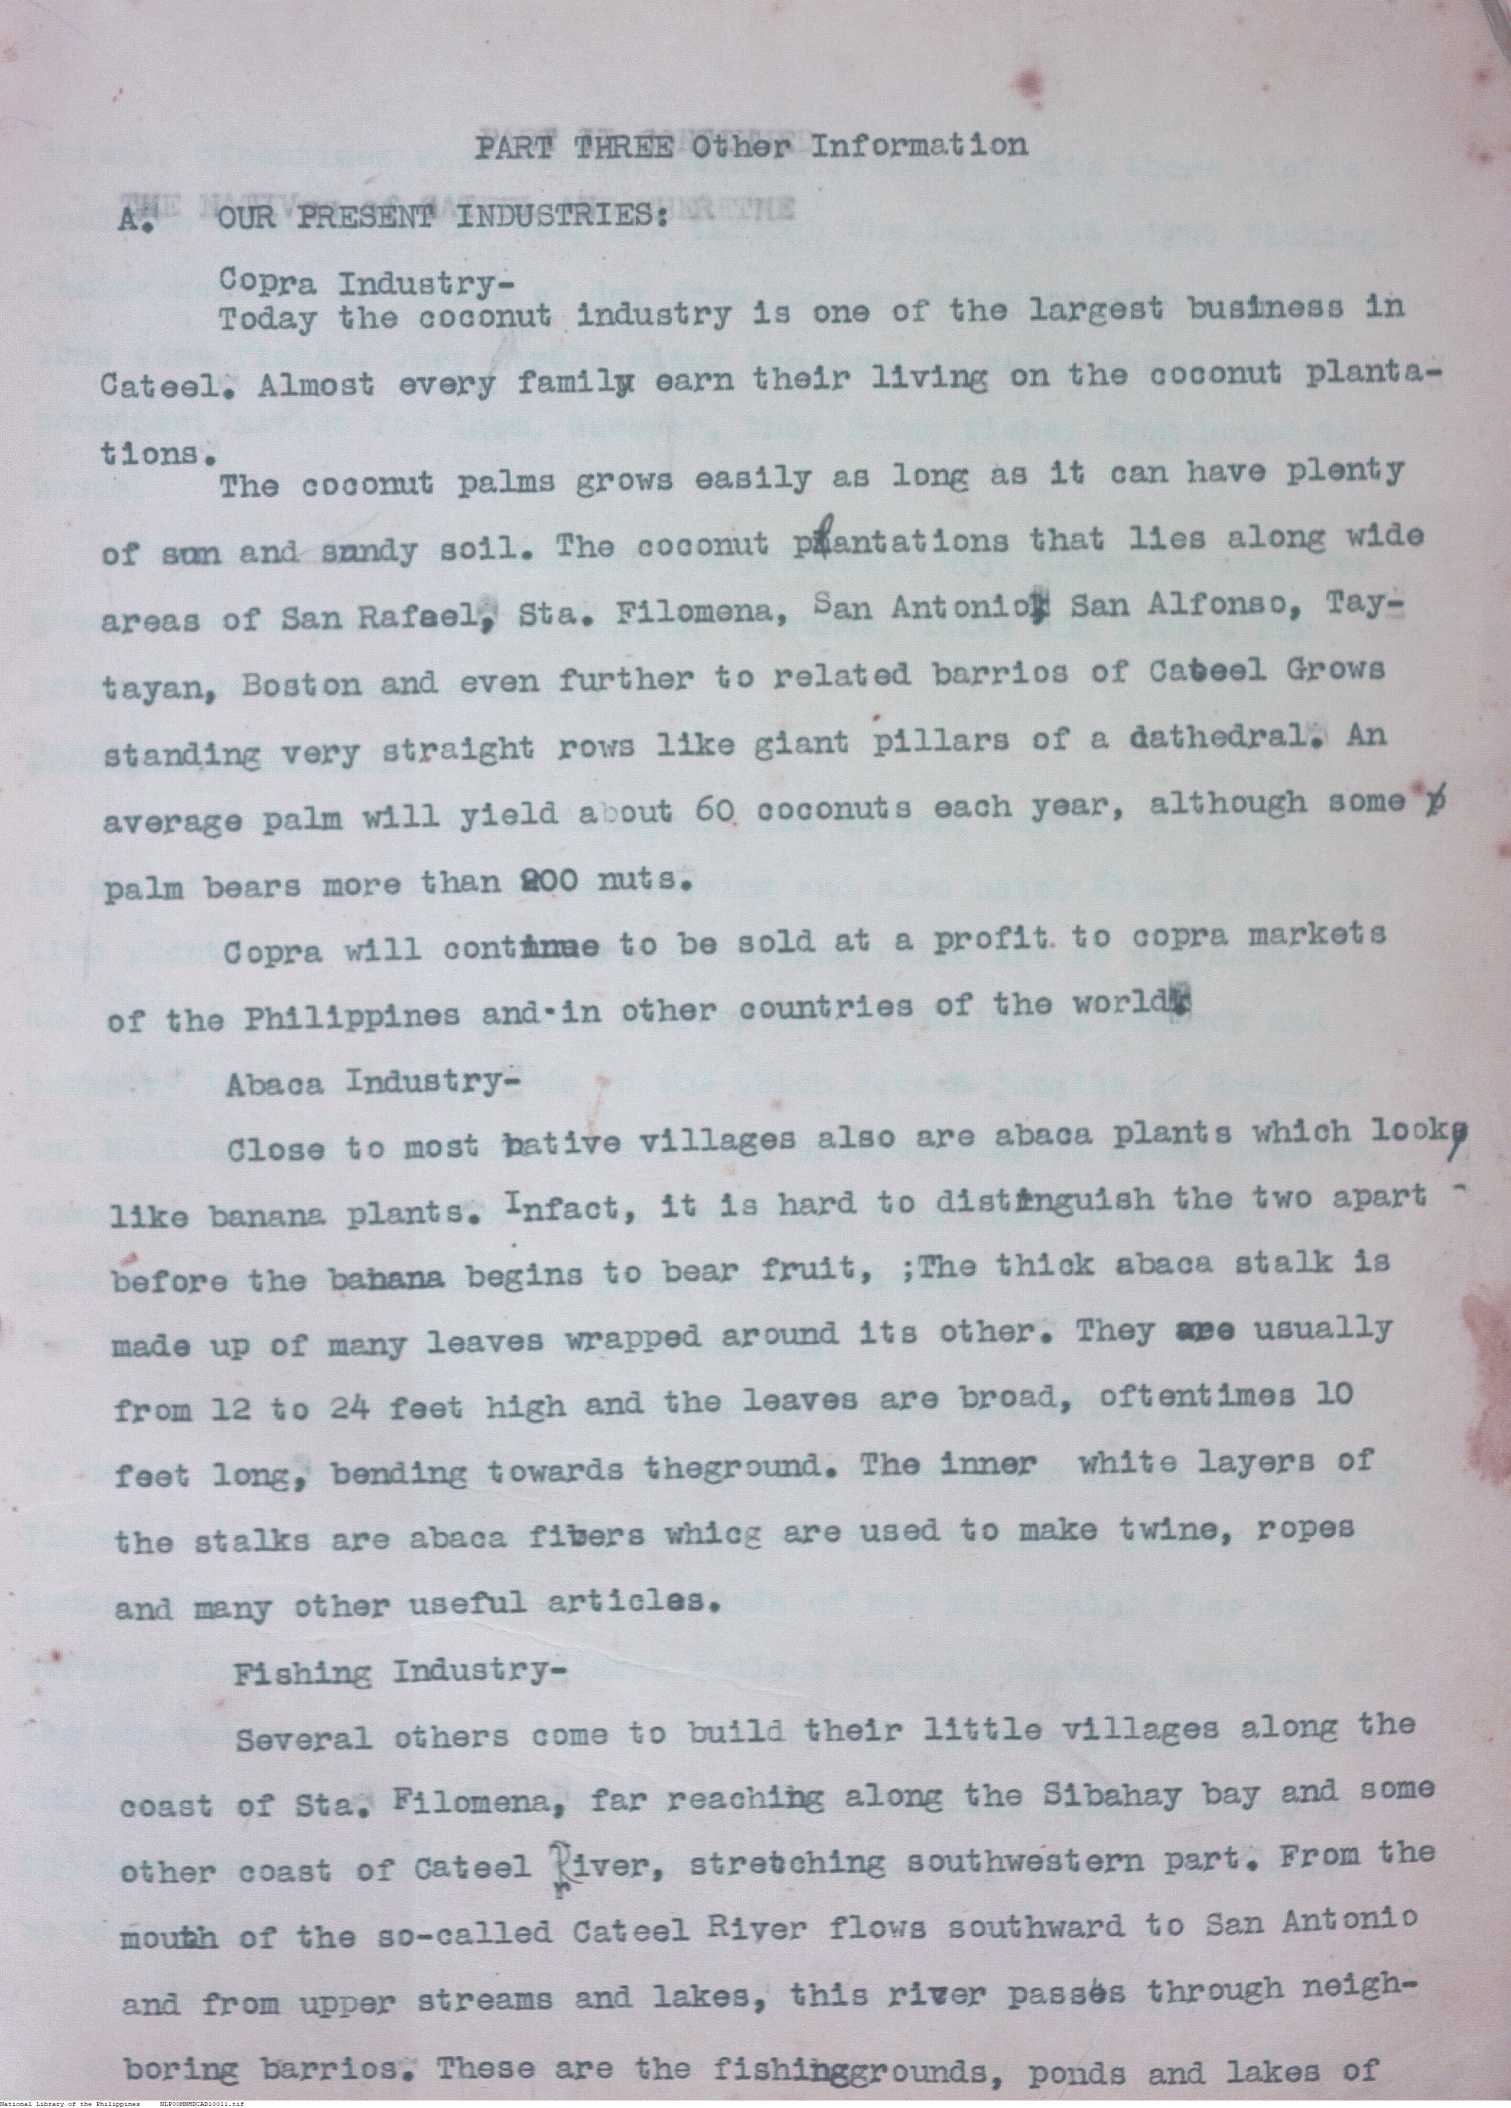 PART THREE Other Information
A. OUR PRESENT INDUSTRIES:
Copra Industry-
Today the coconut industry is one of the largest business in
Cateel. Almost every family earn their living on the coconut planta-
tions.
The coconut palms grows easily as long as it can have plenty
of sun and sandy soil. The coconut plantations that lies along wide
areas of San Rafael, Sta. Filomena, San Antonio, San Alfonso, Tay-
tayan, Boston and even further to related barrios of Cateel Grows
standing very straight rows like giant pillars of a dathedral. An
average palm will yield about 60 coconuts each year, although some
palm bears more than 200 nuts.
Copra will continue to be sold at a profit to copra markets
of the Philippines and in other countries of the world.
Abaca Industry-
Close to most native villages also are abaca plants which look
like banana plants. Infact, it is hard to distinguish the two apart
before the banana begins to bear fruit, ;The thick abaca stalk is
made up of many leaves wrapped around its other. They are usually
from 12 to 24 feet high and the leaves are broad, oftentimes 10
feet long, bending towards theground. The inner white layers of
the stalks are abaca fibers whicg are used to make twine, ropes
and many other useful articles.
Fishing Industry-
Several others come to build their little villages along the
coast of Sta. Filomena, far reaching along the Sibahay bay and some
other coast of Cateel River, stretching southwestern part. From the
mouth of the so-called Cateel River flows southward to San Antonio
and from upper streams and lakes, this river passes through neigh-
boring barrios. These are the fishinggrounds, ponds and lakes of
National Library of the Philippines NLPOOMNMDCAD10011.tif